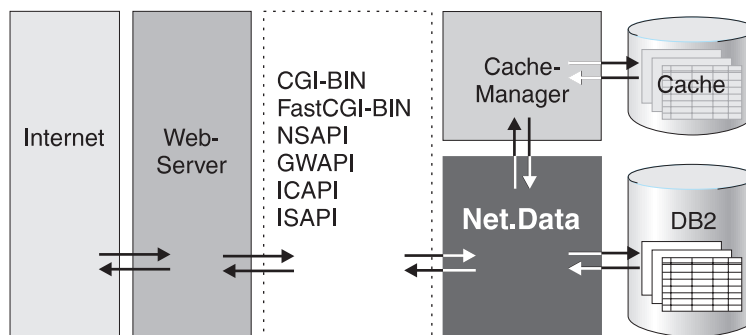 Internet
Web-
Server
CGI-BIN
FastCGI-BIN
NSAPI
GWAPI
ICAPI
ISAPI
Cache-
Manager
Cache
Net.Data
DB2